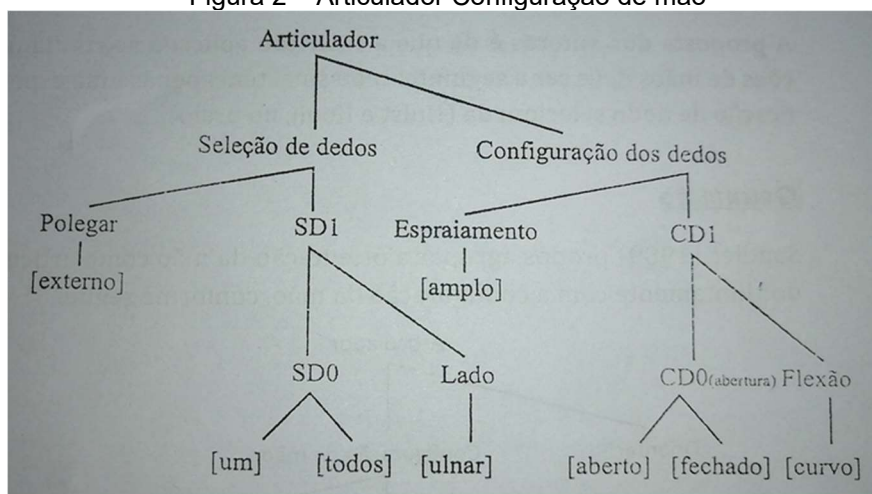 Figura 2 – Articulador Configuração de mão
Articulador
Seleção de dedos Configuração dos dedos
Polegar SD1 Espraiamento CD1
[externo] [amplo]
SD0 Lado CD0(abertura) Flexão
[um] [todos] [ulnar] [aberto] [fechado] [curvo]